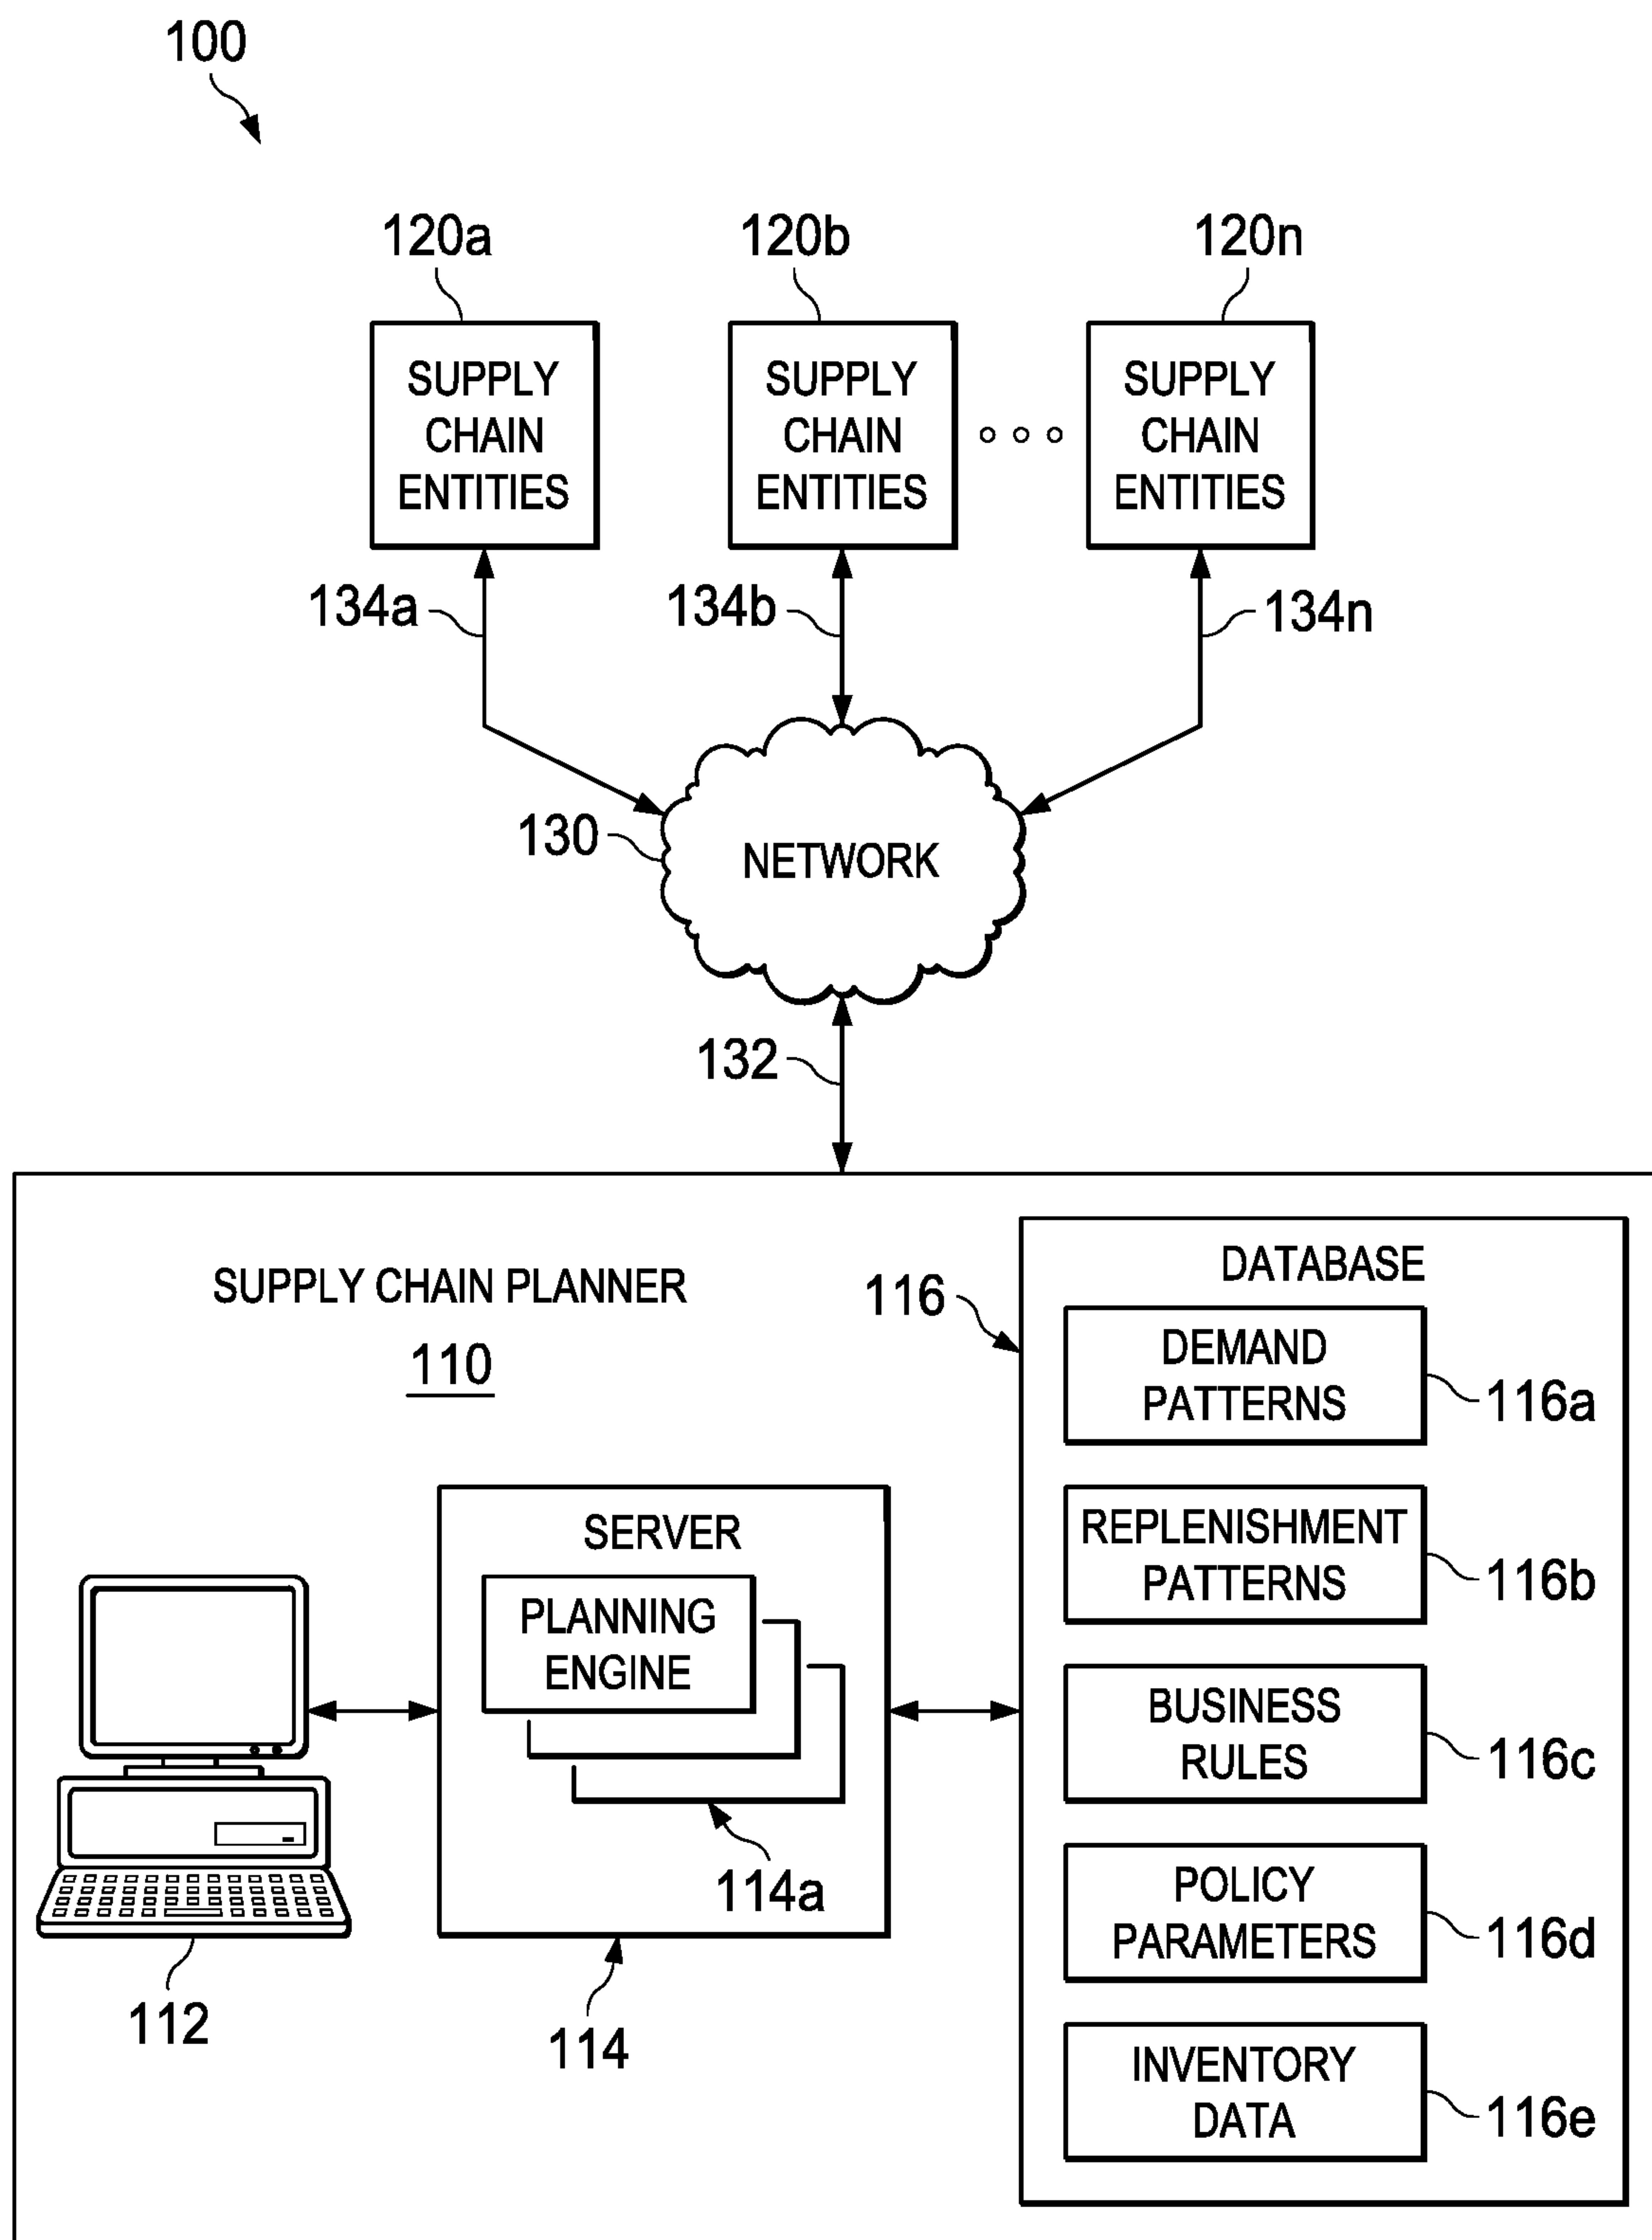 100
120a
120b
120n
SUPPLY
CHAIN
ENTITIES
SUPPLY
CHAIN
ENTITIES
SUPPLY
CHAIN
ENTITIES
134a
134b
134n
130
NETWORK
132
SUPPLY CHAIN PLANNER
110
116
DATABASE
DEMAND
PATTERNS
116a
REPLENISHMENT
PATTERNS
116b
BUSINESS
RULES
116c
POLICY
PARAMETERS
116d
INVENTORY
DATA
116e
SERVER
PLANNING
ENGINE
114a
112
114